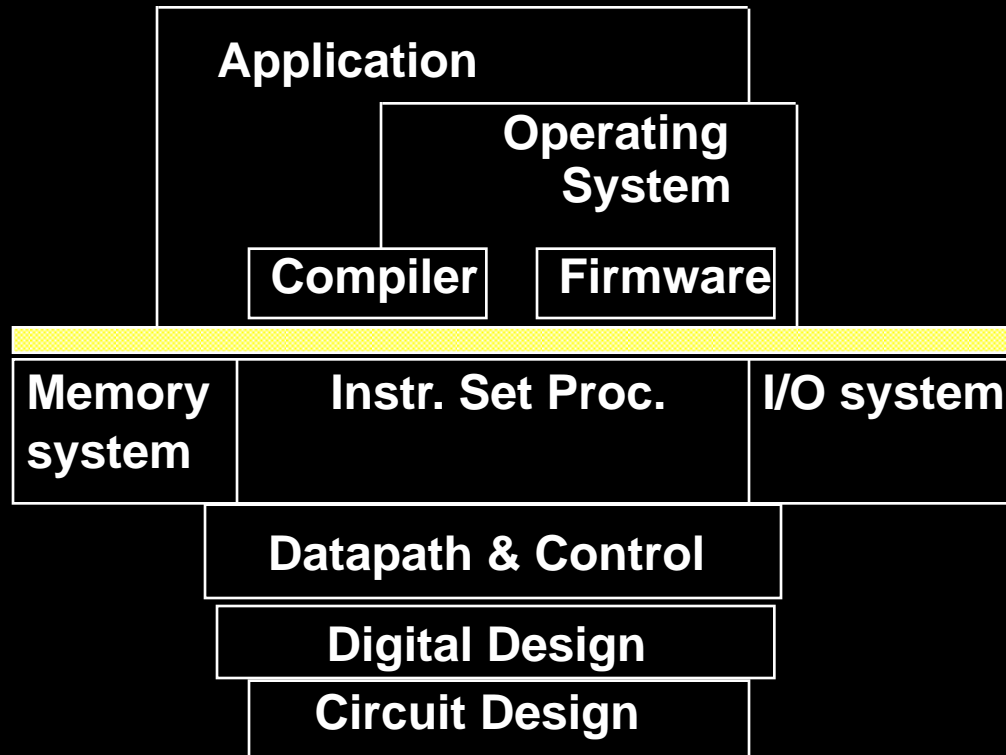 Application
Operating
System
Compiler
Firmware
Memory
system
Instr. Set Proc.
I/O system
Datapath & Control
Digital Design
Circuit Design